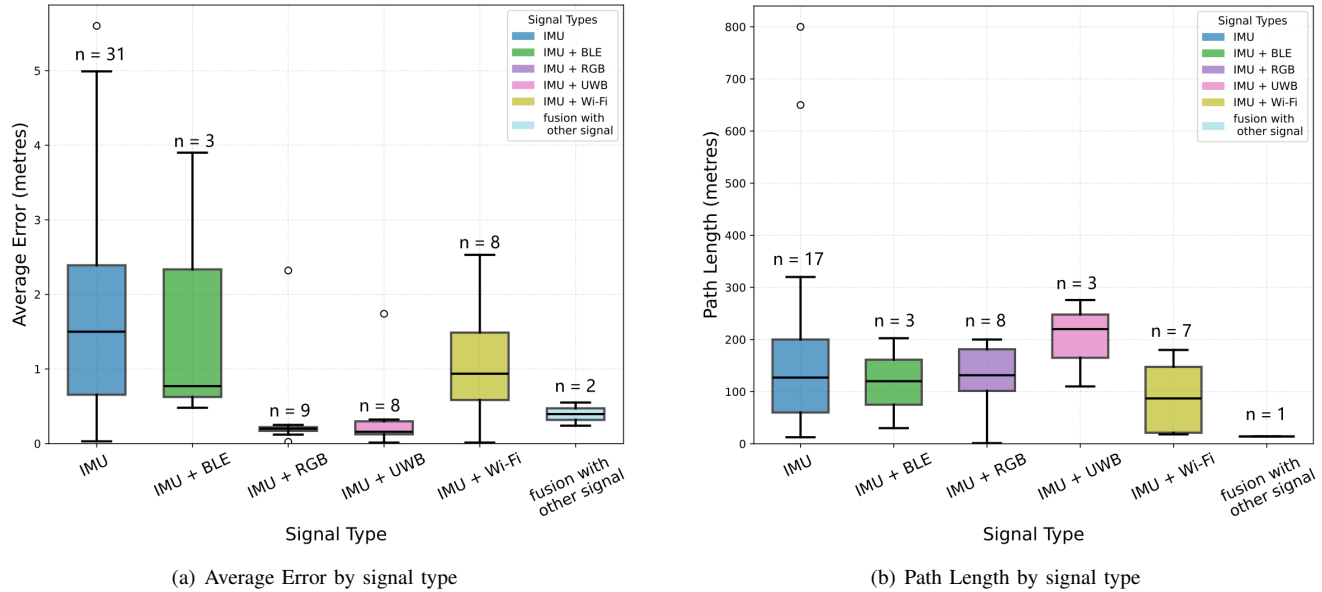 n = 31
n = 3
n = 9
n = 8
n = 8
n = 2
Signal Types
IMU
IMU + BLE
IMU + RGB
IMU + UWB
IMU + Wi-Fi
fusion with
other signal
Average Error (metres)
5
4
3
2
1
0
IMU
IMU + BLE
IMU + RGB
IMU + UWB
IMU + Wi-Fi
fusion with
other signal
Signal Type
(a) Average Error by signal type
n = 17
n = 3
n = 8
n = 3
n = 7
n = 1
Signal Types
IMU
IMU + BLE
IMU + RGB
IMU + UWB
IMU + Wi-Fi
fusion with
other signal
Path Length (metres)
800
700
600
500
400
300
200
100
0
IMU
IMU + BLE
IMU + RGB
IMU + UWB
IMU + Wi-Fi
fusion with
other signal
Signal Type
(b) Path Length by signal type